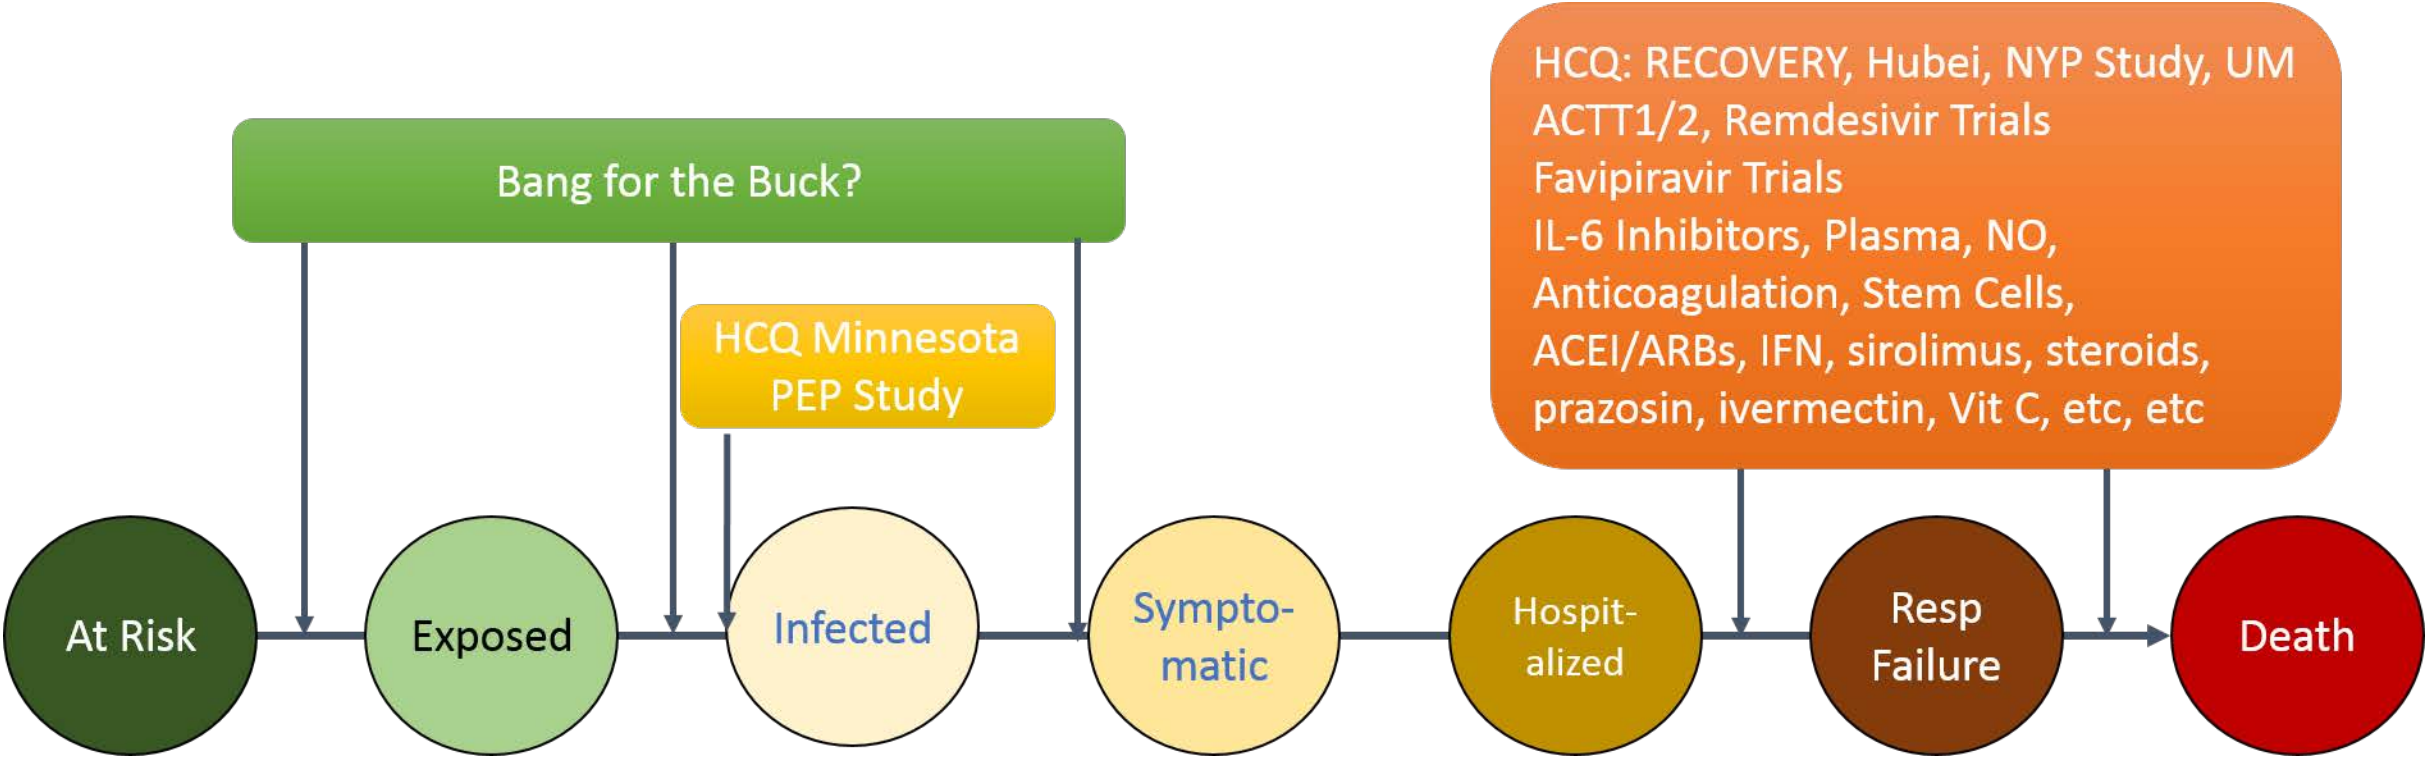 HCQ: RECOVERY, Hubei, NYP Study, UM
ACTT1/2, Remdesivir Trials
Favipiravir Trials
IL-6 Inhibitors, Plasma, NO,
Anticoagulation, Stem Cells,
ACEI/ARBs, IFN, sirolimus, steroids,
prazosin, ivermectin, Vit C, etc, etc
Bang for the Buck?
HCQ Minnesota
PEP Study
At Risk
Exposed
Infected
Sympto-
matic
Hospit-
alized
Resp
Failure
Death